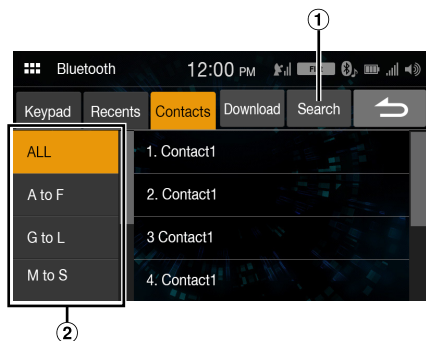 1
Bluetooth 12:00 PM
Keypad Recents Contacts Download Search
ALL 1. Contact1
A to F 2. Contact1
G to L 3 Contact1
M to S 4. Contact1
2